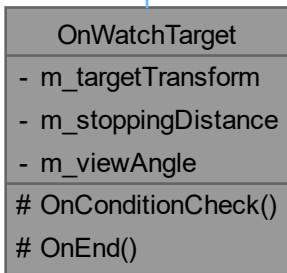 OnWatchTarget
- m_targetTransform
- m_stoppingDistance
- m_viewAngle
# OnConditionCheck()
# OnEnd()